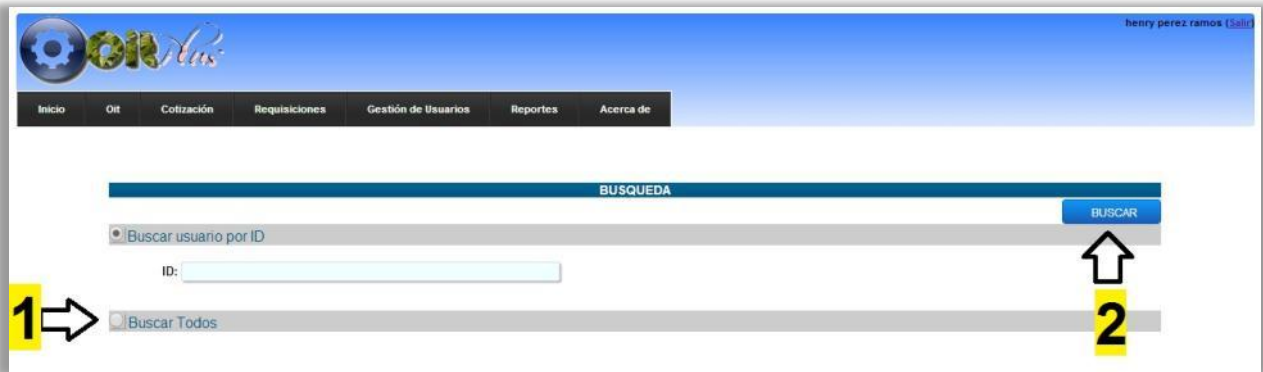 henry perez ramos (Salir)
OIR Plus
Inicio Oit Cotización Requisiciones Gestión de Usuarios Reportes Acerca de
BUSQUEDA
BUSCAR
Buscar usuario por ID
ID:
1
Buscar Todos
2